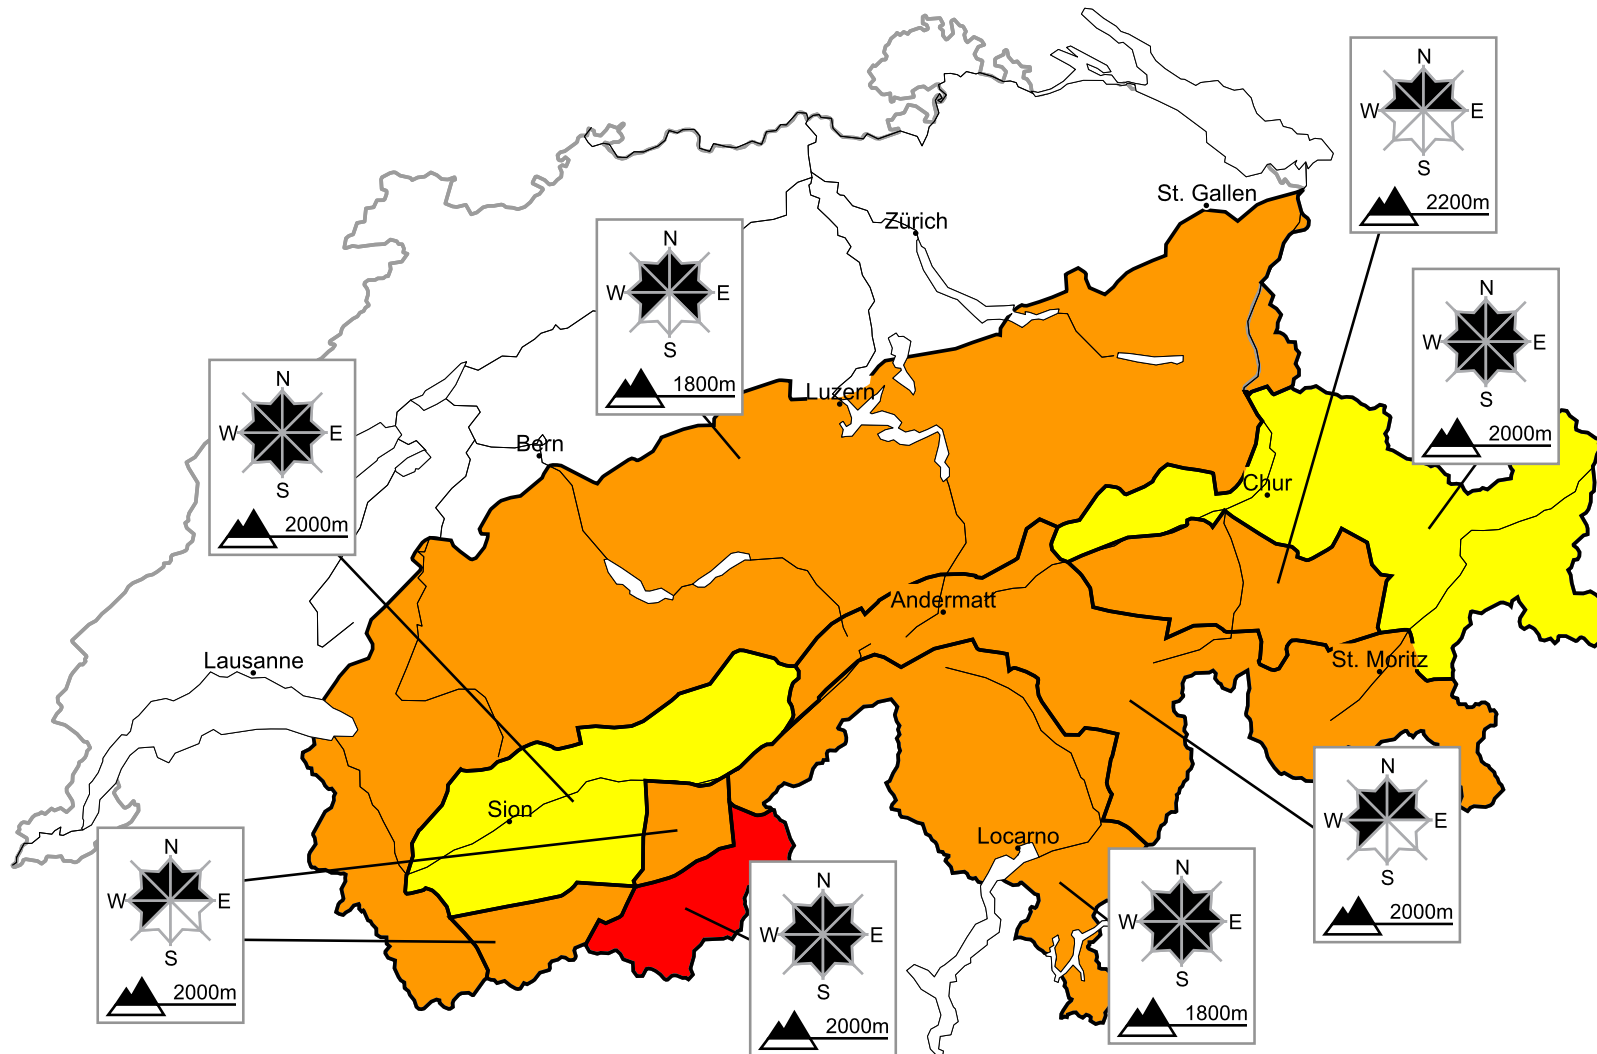 N
W E
S
2200m
St. Gallen
Zürich
N
W E
S
1800m
N
W E
S
2000m
N
W E
S
2000m
Luzern
Bern
Chur
Andermatt
Lausanne
St. Moritz
Sion
Locarno
N
W E
S
2000m
N
W E
S
2000m
N
W E
S
2000m
N
W E
S
1800m